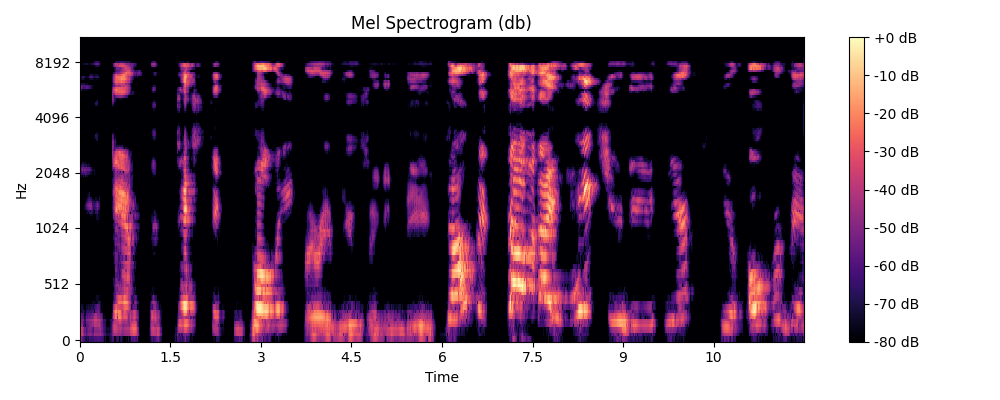 Mel Spectrogram (db)
Hz
8192
4096
2048
1024
512
0
0 1.5 3 4.5 6 7.5 9 10
Time
+0 dB
-10 dB
-20 dB
-30 dB
-40 dB
-50 dB
-60 dB
-70 dB
-80 dB